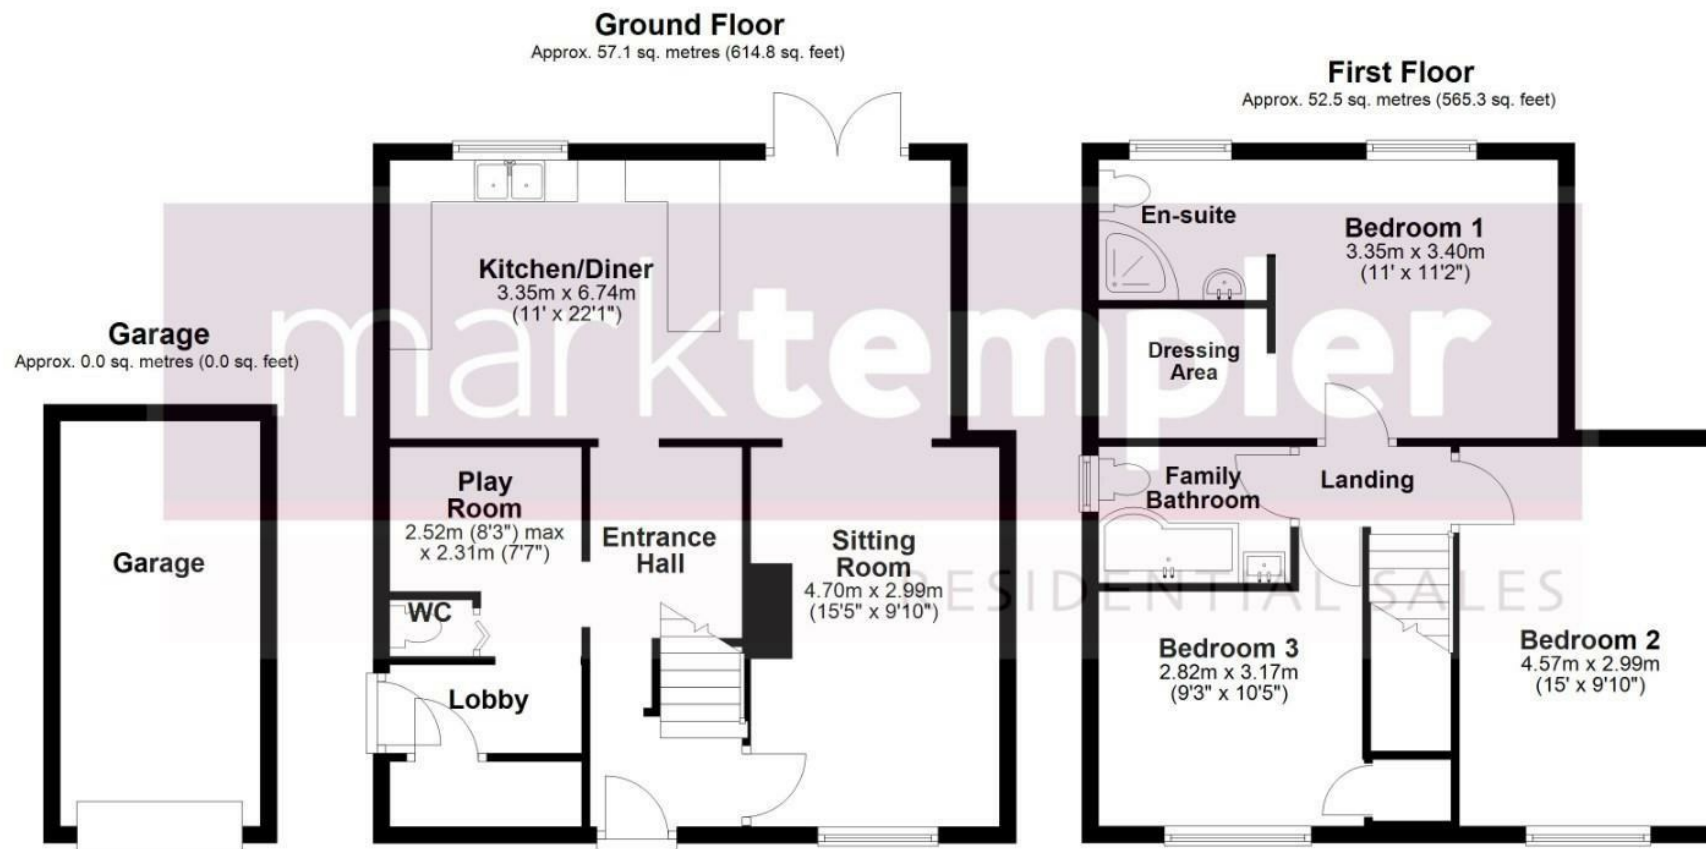 Ground Floor
Approx. 57.1 sq. metres (614.8 sq. feet)
First Floor
Approx. 52.5 sq. metres (565.3 sq. feet)
Garage
Approx. 0.0 sq. metres (0.0 sq. feet)
Garage
Kitchen/Diner
3.35m x 6.74m
(11' x 22'1")
Play
Room
2.52m (8'3") max
x 2.31m (7'7")
Entrance
Hall
Sitting
Room
4.70m x 2.99m
(15'5" x 9'10")
WC
Lobby
En-suite
Bedroom 1
3.35m x 3.40m
(11' x 11'2")
Dressing
Area
Family
Bathroom
Landing
Bedroom 3
2.82m x 3.17m
(9'3" x 10'5")
Bedroom 2
4.57m x 2.99m
(15' x 9'10")
marktempler
RESIDENTIAL SALES